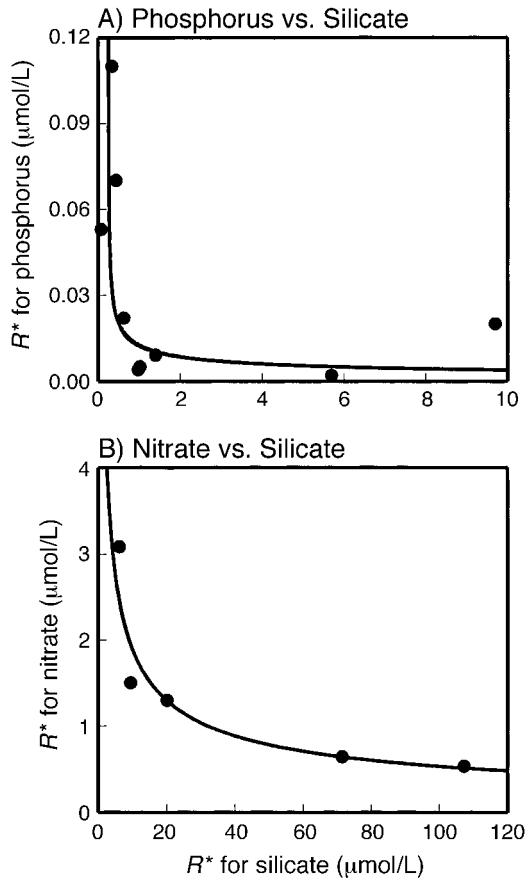 A) Phosphorus vs. Silicate
0.12
0.09
0.06
0.03
0.00
R* for phosphorus (μmol/L)
0 2 4 6 8 10
B) Nitrate vs. Silicate
4
3
2
1
0
R* for nitrate (μmol/L)
0 20 40 60 80 100 120
R* for silicate (μmol/L)